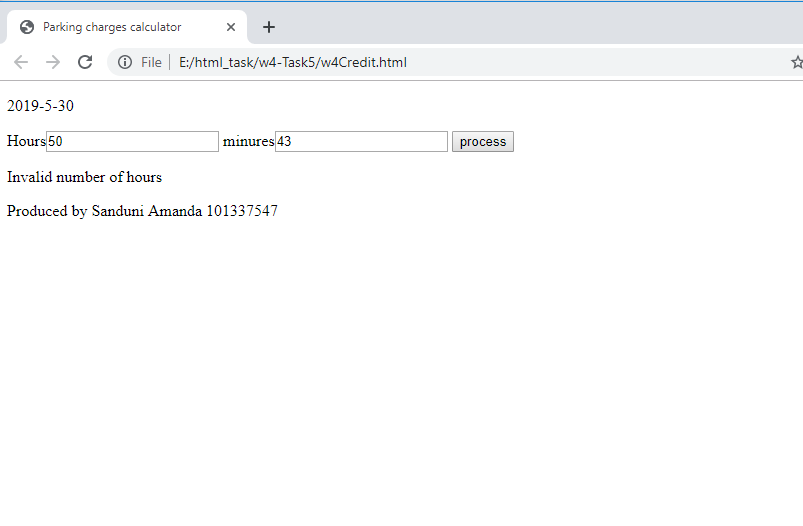 Parking charges calculator
File | E:/html_task/w4-Task5/w4Credit.html
2019-5-30
Hours 50 minures 43 process
Invalid number of hours
Produced by Sanduni Amanda 101337547